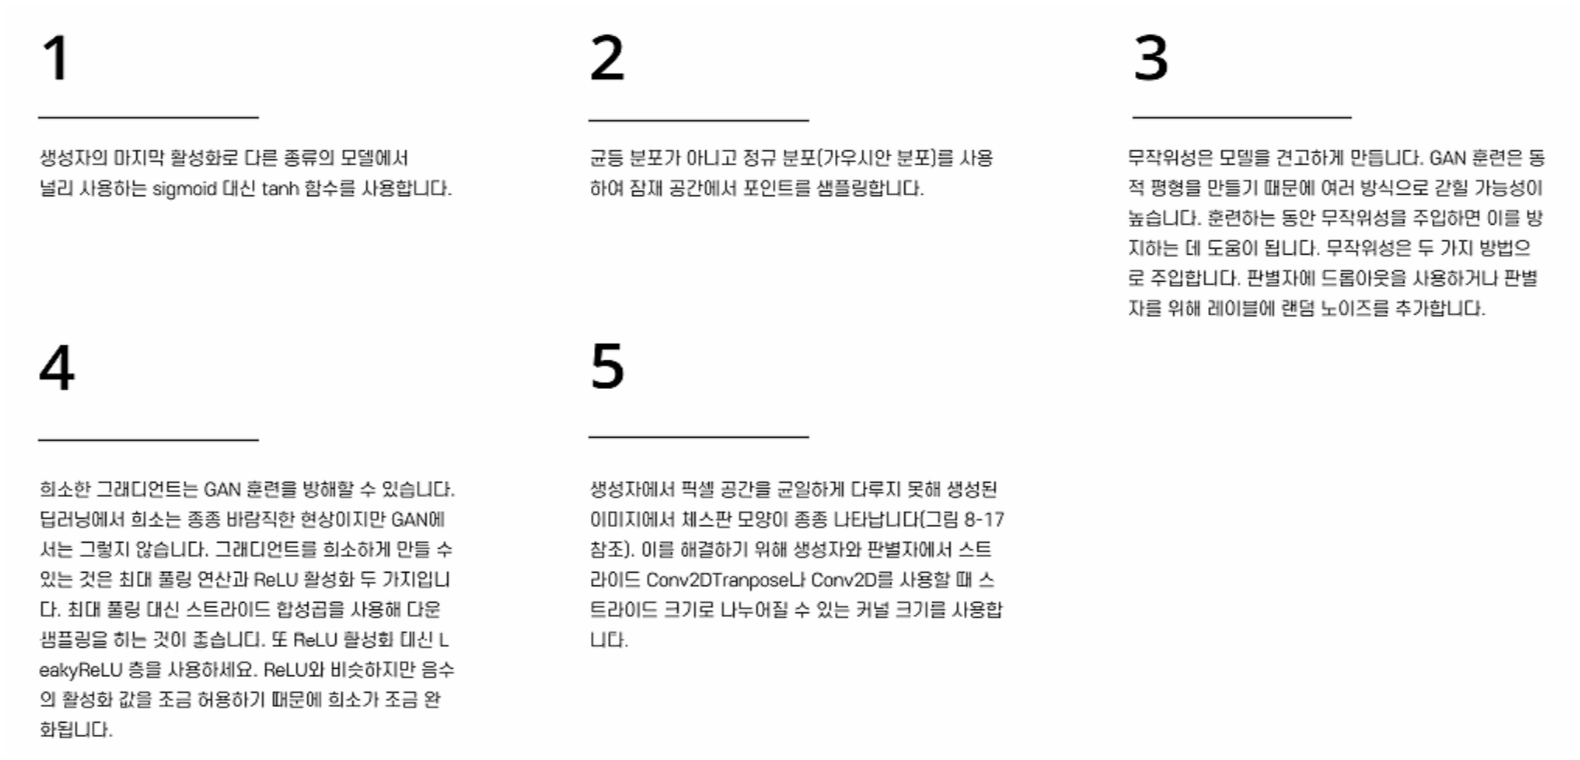 1
생성자의 마지막 활성화로 다른 종류의 모델에서
널리 사용하는 sigmoid 대신 tanh 함수를 사용합니다.
2
균등 분포가 아니고 정규 분포(가우시안 분포)를 사용
하여 잠재 공간에서 포인트를 샘플링합니다.
3
무작위성은 모델을 견고하게 만듭니다. GAN 훈련은 동
적 평형을 만들기 때문에 여러 방식으로 갇힐 가능성이
높습니다. 훈련하는 동안 무작위성을 주입하면 이를 방
지하는 데 도움이 됩니다. 무작위성은 두 가지 방법으
로 주입합니다. 판별자에 드롭아웃을 사용하거나 판별
자를 위해 레이블에 랜덤 노이즈를 추가합니다.
4
희소한 그래디언트는 GAN 훈련을 방해할 수 있습니다.
딥러닝에서 희소는 종종 바람직한 현상이지만 GAN에
서는 그렇지 않습니다. 그래디언트를 희소하게 만들 수
있는 것은 최대 풀링 연산과 ReLU 활성화 두 가지입니
다. 최대 풀링 대신 스트라이드 합성곱을 사용해 다운
샘플링을 히는 것이 좋습니다. 또 ReLU 활성화 대신 L
eakyReLU 층을 사용하세요. ReLU와 비슷하지만 음수
의 활성화 값을 조금 허용하기 때문에 희소가 조금 완
화됩니다.
5
생성자에서 픽셀 공간을 균일하게 다루지 못해 생성된
이미지에서 체스판 모양이 종종 나타납니다(그림 8-17
참조). 이를 해결하기 위해 생성자와 판별자에서 스트
라이드 Conv2DTranpose나 Conv2D를 사용할 때 스
트라이드 크기로 나누어질 수 있는 커널 크기를 사용합
니다.